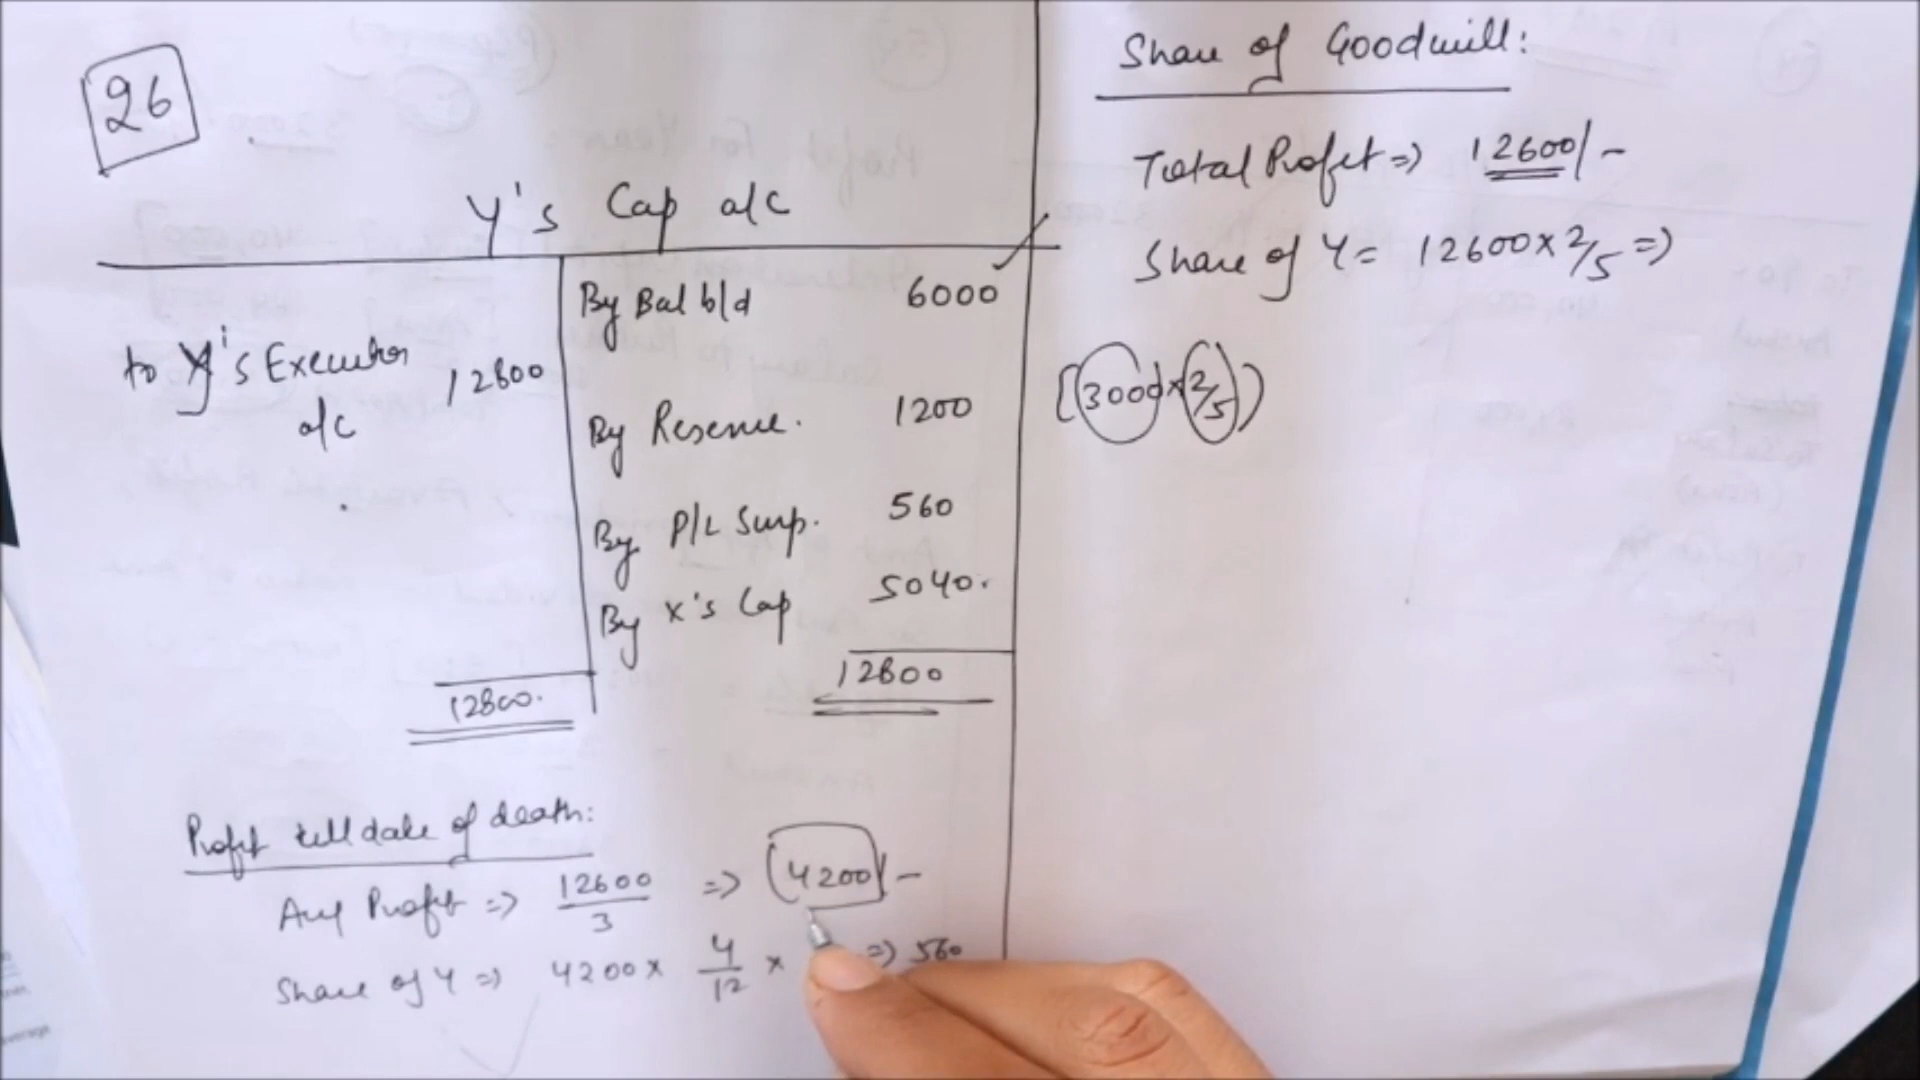 26
Y's Cap a/c
By Bal b/d 6000
to Y's Executor a/c 12800
By Reserve. 1200
By P/L Susp. 560
By X's Cap 5040.
12800. 12800
Profit till date of death:
Profit => 12600/3 => 4200/-
Share of Y => 4200 x 4/12 x => 560
Share of Goodwill:
Total Profit => 12600/-
Share of Y = 12600 x 2/5 =>
[(3000 x 2/5)]